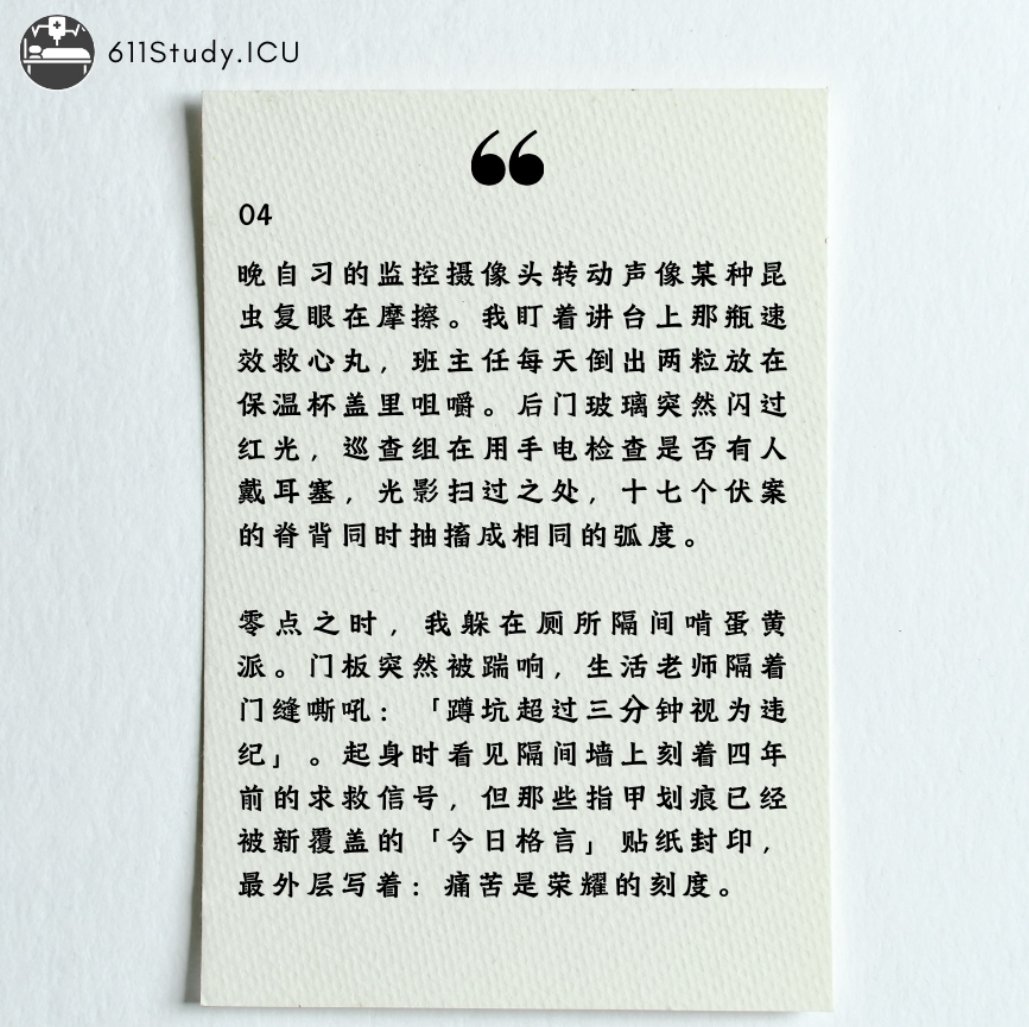 611Study.ICU
“
04
晚自习的监控摄像头转动声像某种昆
虫复眼在摩擦。我盯着讲台上那瓶速
效救心丸，班主任每天倒出两粒放在
保温杯盖里咀嚼。后门玻璃突然闪过
红光，巡查组在用手电检查是否有人
戴耳塞，光影扫过之处，十七个伏案
的脊背同时抽搐成相同的弧度。
零点之时，我躲在厕所隔间啃蛋黄
派。门板突然被踹响，生活老师隔着
门缝嘶吼：「蹲坑超过三分钟视为违
纪」。起身时看见隔间墙上刻着四年
前的求救信号，但那些指甲划痕已经
被新覆盖的「今日格言」贴纸封印，
最外层写着：痛苦是荣耀的刻度。